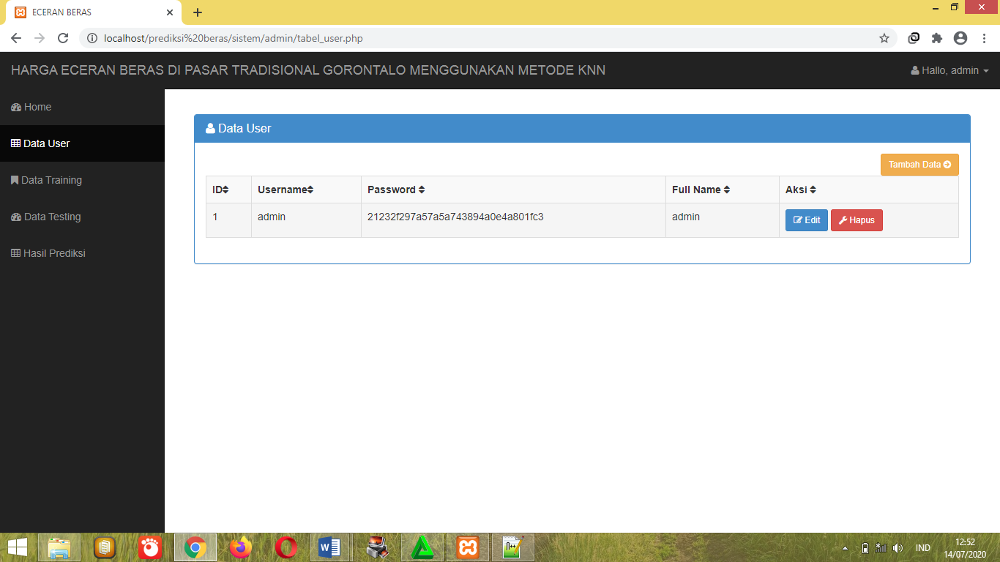 ECERAN BERAS
localhost/prediksi%20beras/sistem/admin/tabel_user.php
HARGA ECERAN BERAS DI PASAR TRADISIONAL GORONTALO MENGGUNAKAN METODE KNN
Hallo, admin
Home
Data User
Data Training
Data Testing
Hasil Prediksi
Data User
Tambah Data
ID Username Password Full Name Aksi
1 admin 21232f297a57a5a743894a0e4a801fc3 admin Edit Hapus
IND
12:52
14/07/2020